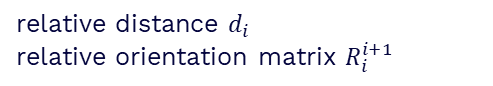 relative distance $d_i$
relative orientation matrix $R_i^{i+1}$